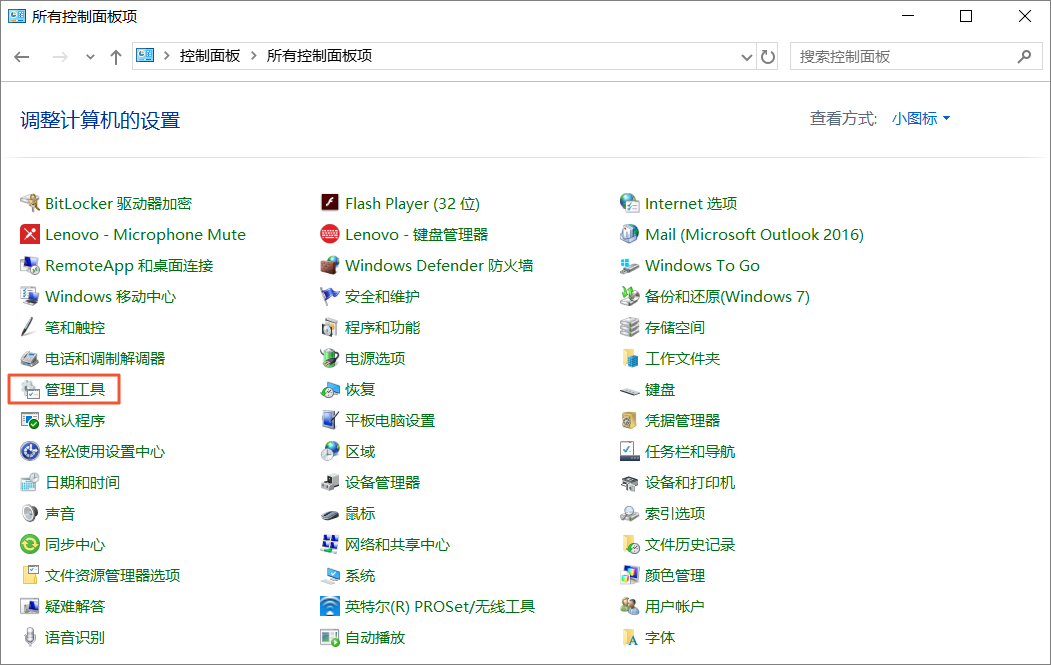 所有控制面板项
控制面板 所有控制面板项
搜索控制面板
调整计算机的设置
查看方式: 小图标
BitLocker 驱动器加密
Flash Player (32 位)
Internet 选项
Lenovo - Microphone Mute
Lenovo - 键盘管理器
Mail (Microsoft Outlook 2016)
RemoteApp 和桌面连接
Windows Defender 防火墙
Windows To Go
Windows 移动中心
安全和维护
备份和还原(Windows 7)
笔和触控
程序和功能
存储空间
电话和调制解调器
电源选项
工作文件夹
管理工具
恢复
键盘
默认程序
平板电脑设置
凭据管理器
轻松使用设置中心
区域
任务栏和导航
日期和时间
设备管理器
设备和打印机
声音
鼠标
索引选项
同步中心
网络和共享中心
文件历史记录
文件资源管理器选项
系统
颜色管理
疑难解答
英特尔(R) PROSet/无线工具
用户帐户
语音识别
自动播放
字体